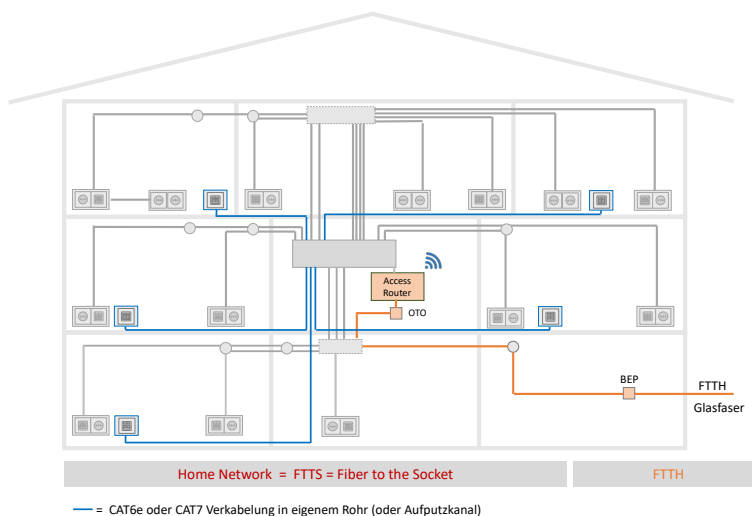 Access
Router
OTO
BEP
FTTH
Glasfaser
Home Network = FTTS = Fiber to the Socket
FTTH
= CAT6e oder CAT7 Verkabelung in eigenem Rohr (oder Aufputzkanal)